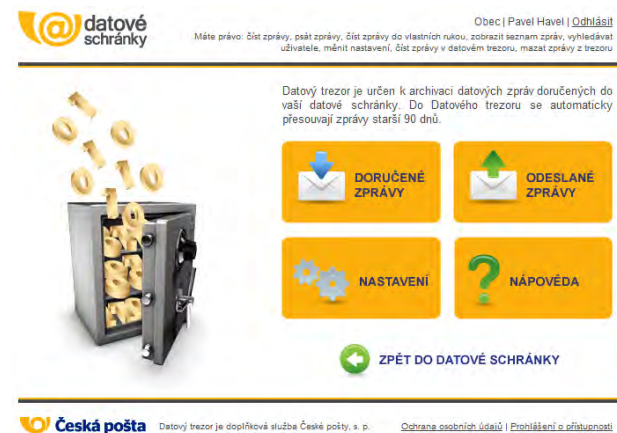 datové
schránky
Obec | Pavel Havel | Odhlásit
Máte právo: číst zprávy, psát zprávy, číst zprávy do vlastních rukou, zobrazit seznam zpráv, vyhledávat
uživatele, měnit nastavení, číst zprávy v datovém trezoru, mazat zprávy z trezoru
Datový trezor je určen k archivaci datových zpráv doručených do
vaší datové schránky. Do Datového trezoru se automaticky
přesouvají zprávy starší 90 dnů.
DORUČENÉ
ZPRÁVY
ODESLANÉ
ZPRÁVY
NASTAVENÍ
NÁPOVĚDA
ZPĚT DO DATOVÉ SCHRÁNKY
Česká pošta
Datový trezor je doplňková služba České pošty, s. p.
Ochrana osobních údajů | Prohlášení o přístupnosti